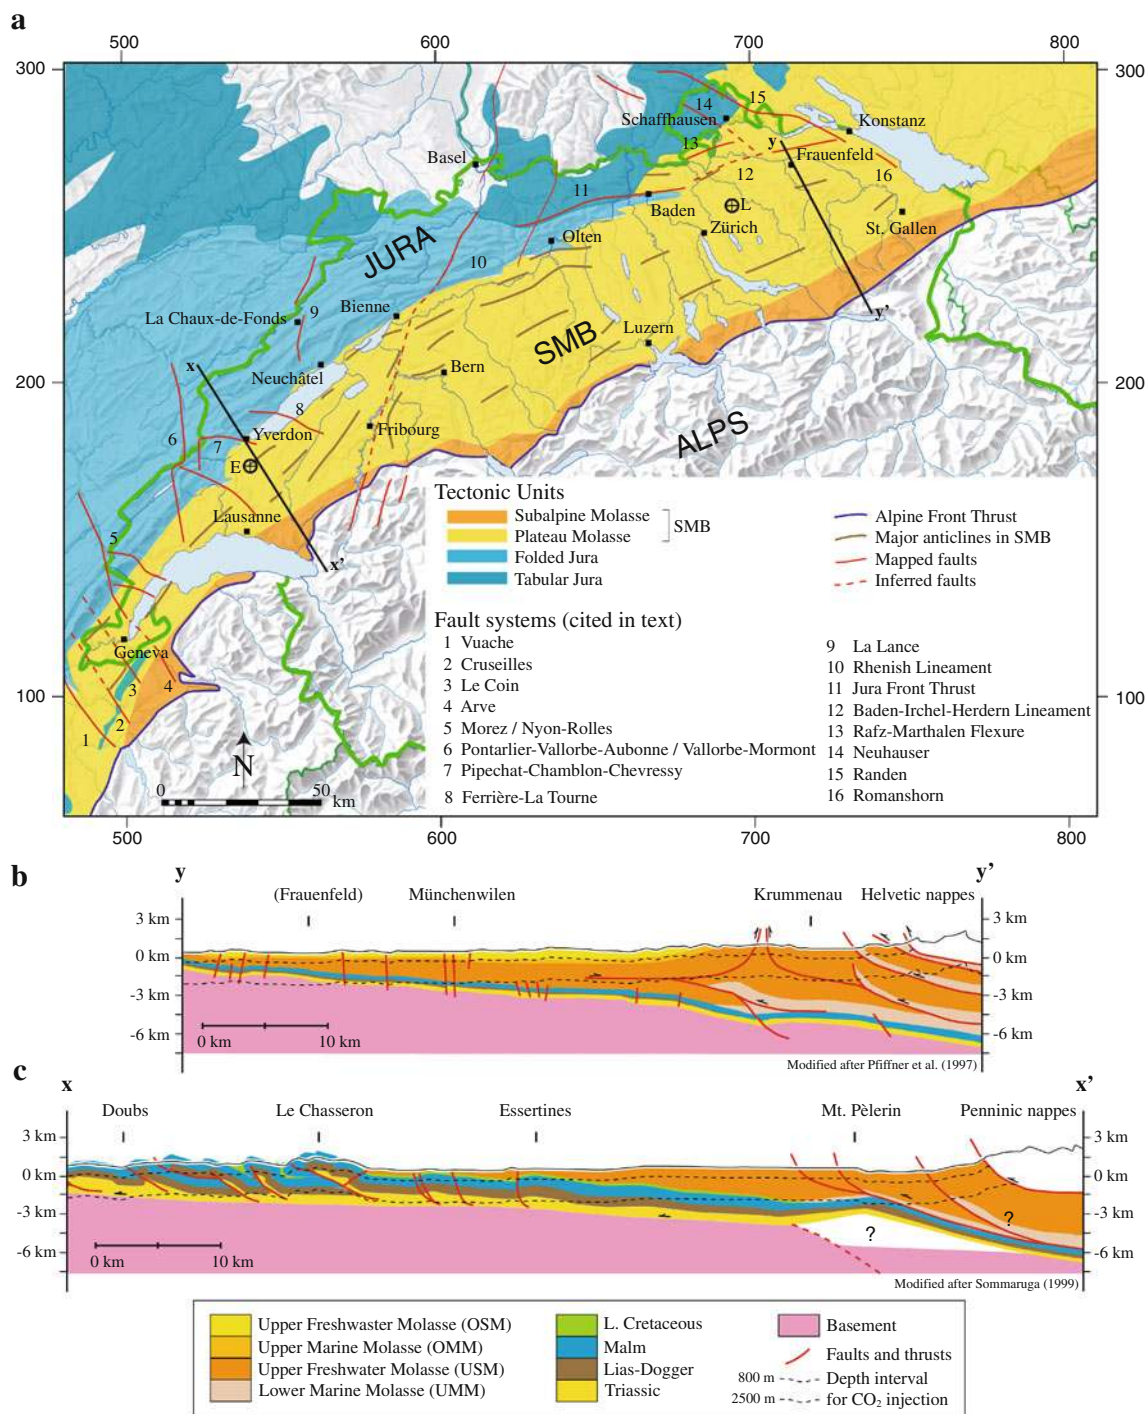 a
500
600
700
800
300
300
14
15
Schaffhausen
Konstanz
Basel
13
y
Frauenfeld
12
16
11
L
Baden
Zürich
St. Gallen
Olten
JURA
10
Bienne
La Chaux-de-Fonds
9
y'
Luzern
SMB
x
Neuchâtel
Bern
200
200
8
6
7
Yverdon
Fribourg
ALPS
E
Lausanne
5
x'
Geneva
3
4
2
1
100
100
N
0
50
km
Tectonic Units
Subalpine Molasse
Plateau Molasse
SMB
Folded Jura
Tabular Jura
Alpine Front Thrust
Major anticlines in SMB
Mapped faults
Inferred faults
Fault systems (cited in text)
1 Vuache
2 Cruseilles
3 Le Coin
4 Arve
5 Morez / Nyon-Rolles
6 Pontarlier-Vallorbe-Aubonne / Vallorbe-Mormont
7 Pipechat-Chamblon-Chevressy
8 Ferrière-La Tourne
9 La Lance
10 Rhenish Lineament
11 Jura Front Thrust
12 Baden-Irchel-Herdern Lineament
13 Rafz-Marthalen Flexure
14 Neuhauser
15 Randen
16 Romanshorn
500
600
700
800
b
y
y'
(Frauenfeld)
Münchenwilen
Krummenau
Helvetic nappes
3 km
0 km
-3 km
-6 km
3 km
0 km
-3 km
-6 km
0 km
10 km
Modified after Pfiffner et al. (1997)
c
x
x'
Doubs
Le Chasseron
Essertines
Mt. Pèlerin
Penninic nappes
3 km
0 km
-3 km
-6 km
3 km
0 km
-3 km
-6 km
?
?
0 km
10 km
Modified after Sommaruga (1999)
Upper Freshwaster Molasse (OSM)
Upper Marine Molasse (OMM)
Upper Freshwater Molasse (USM)
Lower Marine Molasse (UMM)
L. Cretaceous
Malm
Lias-Dogger
Triassic
Basement
Faults and thrusts
800 m
Depth interval
2500 m
for CO₂ injection